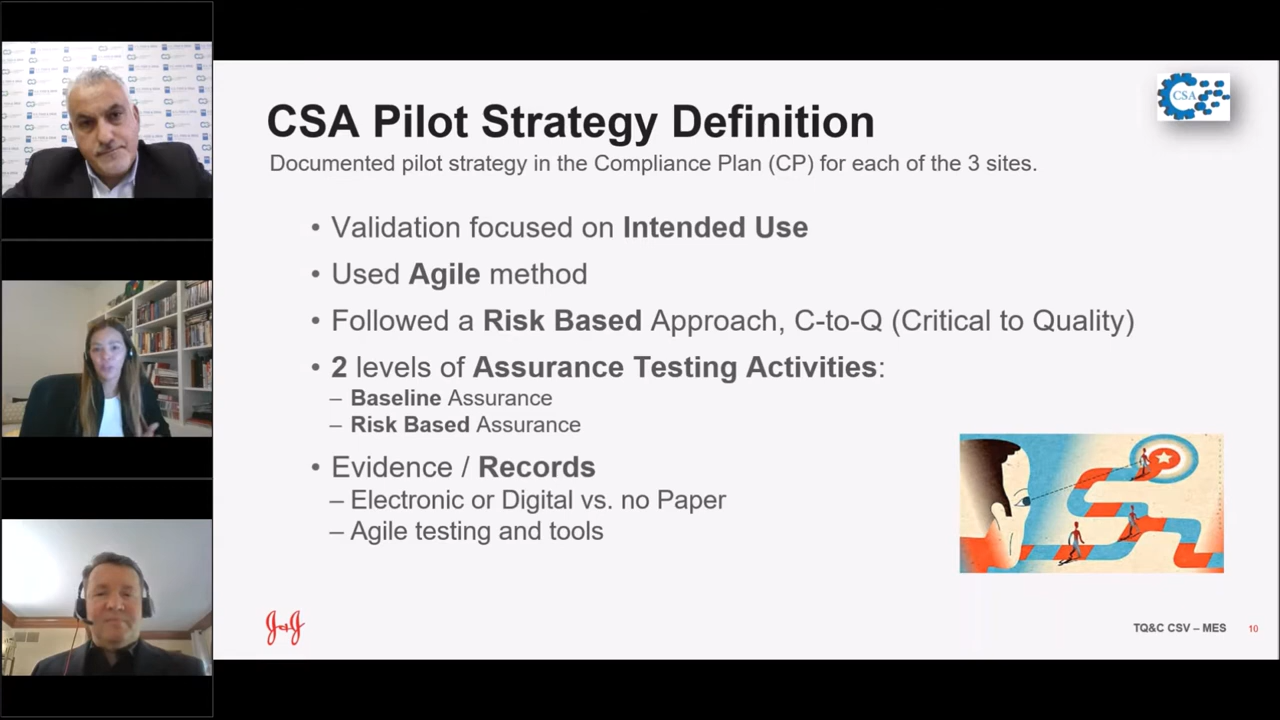 CSA Pilot Strategy Definition
CSA
Documented pilot strategy in the Compliance Plan (CP) for each of the 3 sites.
• Validation focused on Intended Use
• Used Agile method
• Followed a Risk Based Approach, C-to-Q (Critical to Quality)
• 2 levels of Assurance Testing Activities:
– Baseline Assurance
– Risk Based Assurance
• Evidence / Records
– Electronic or Digital vs. no Paper
– Agile testing and tools
J&J
TQ&C CSV – MES 10